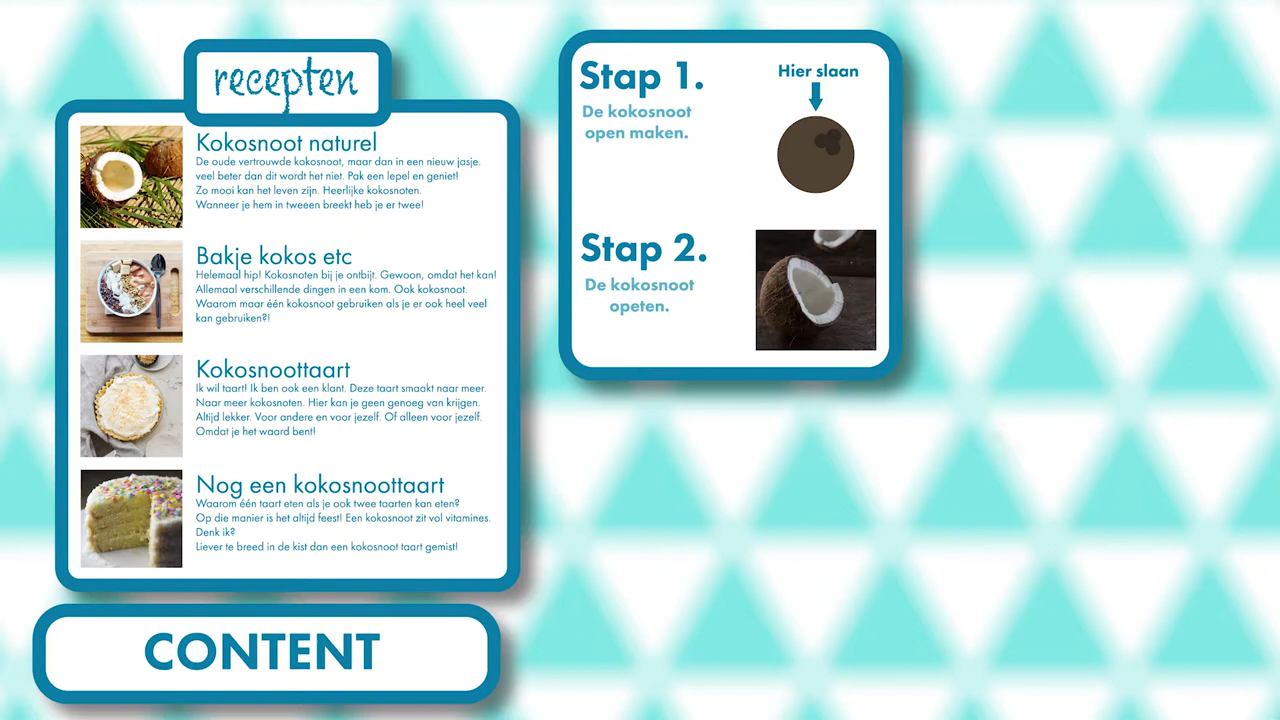 recepten
Kokosnoot naturel
De oude vertrouwde kokosnoot, maar dan in een nieuw jasje.
veel beter dan dit wordt het niet. Pak een lepel en geniet!
Zo mooi kan het leven zijn. Heerlijke kokosnoten.
Wanneer je hem in tweeen breekt heb je er twee!
Bakje kokos etc
Helemaal hip! Kokosnoten bij je ontbijt. Gewoon, omdat het kan!
Allemaal verschillende dingen in een kom. Ook kokosnoot.
Waarom maar één kokosnoot gebruiken als je er ook heel veel
kan gebruiken?!
Kokosnoottaart
Ik wil taart! Ik ben ook een klant. Deze taart smaakt naar meer.
Naar meer kokosnoten. Hier kan je geen genoeg van krijgen.
Altijd lekker. Voor andere en voor jezelf. Of alleen voor jezelf.
Omdat je het waard bent!
Nog een kokosnoottaart
Waarom één taart eten als je ook twee taarten kan eten?
Op die manier is het altijd feest! Een kokosnoot zit vol vitamines.
Denk ik?
Liever te breed in de kist dan een kokosnoot taart gemist!
CONTENT
Stap 1.
De kokosnoot
open maken.
Hier slaan
Stap 2.
De kokosnoot
opeten.